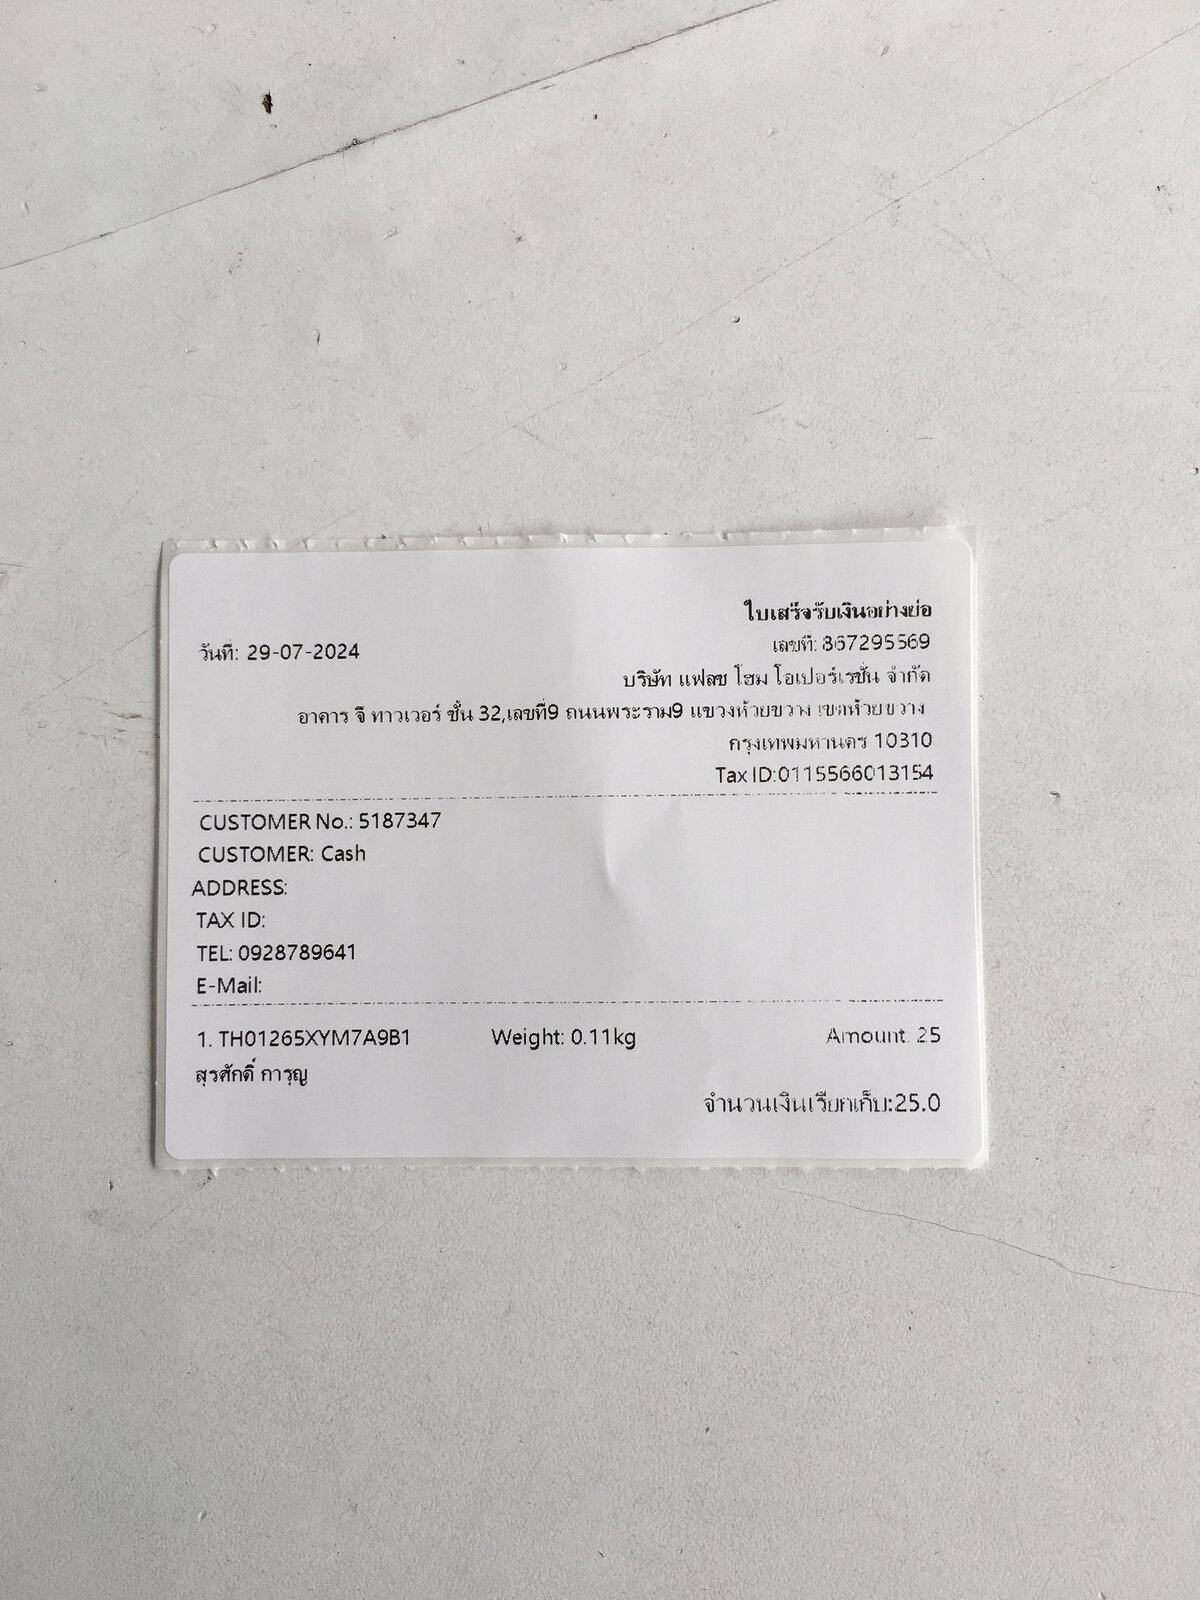 ใบเสร็จรับเงินอย่างย่อ
วันที่: 29-07-2024
เลขที่: 867295569
บริษัท แฟลช โฮม โอเปอร์เรชั่น จำกัด
อาคาร จี ทาวเวอร์ ชั้น 32,เลขที่9 ถนนพระราม9 แขวงห้วยขวาง เขตห้วยขวาง
กรุงเทพมหานคร 10310
Tax ID:0115566013154
CUSTOMER No.: 5187347
CUSTOMER: Cash
ADDRESS:
TAX ID:
TEL: 0928789641
E-Mail:
1. TH01265XYM7A9B1 Weight: 0.11kg Amount: 25
สุรศักดิ์ การุญ
จำนวนเงินเรียกเก็บ:25.0